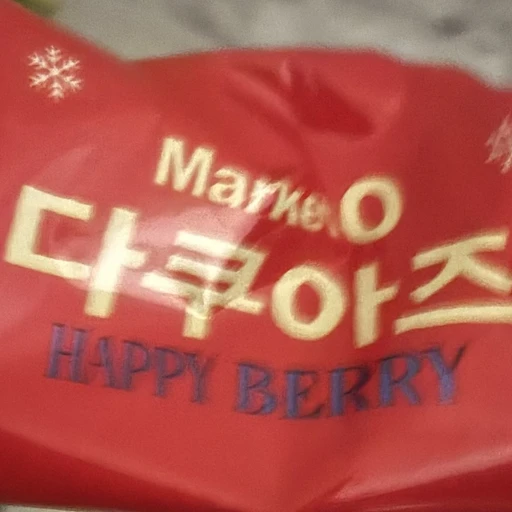 Market O
다쿠아즈
HAPPY BERRY